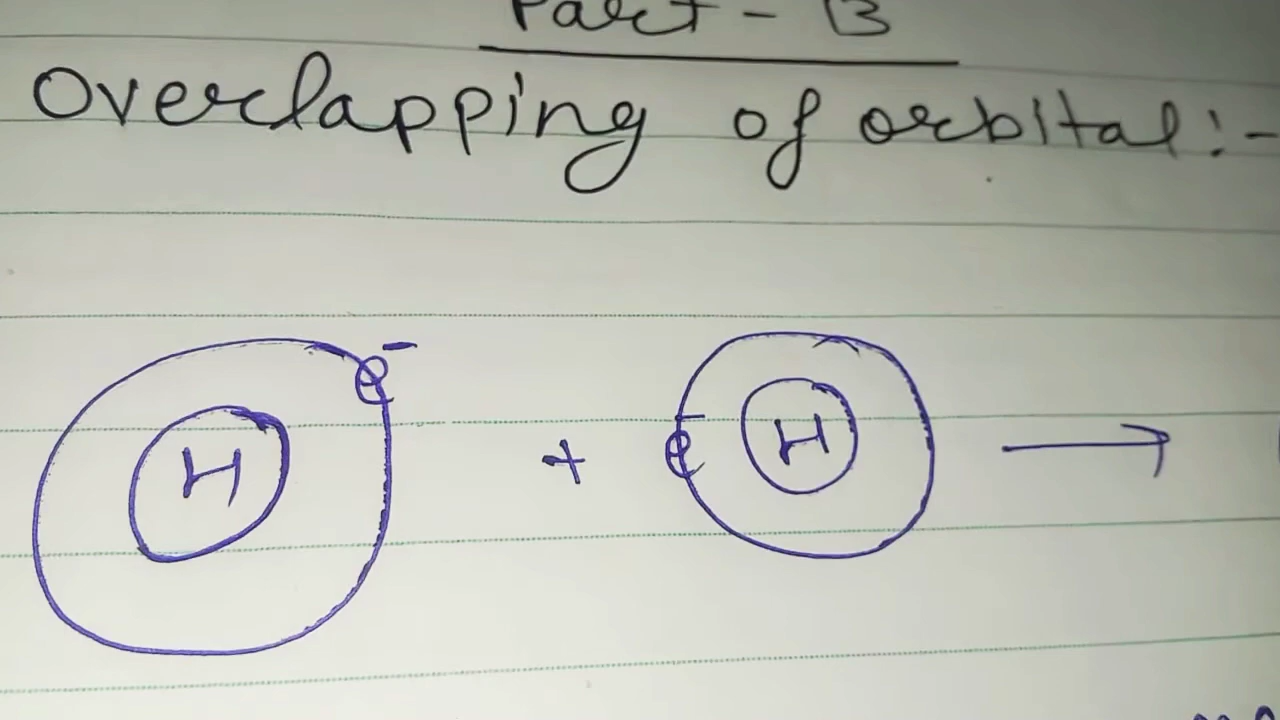 Part - B
Overlapping of orbital :-
e⁻
H + e⁻ H →